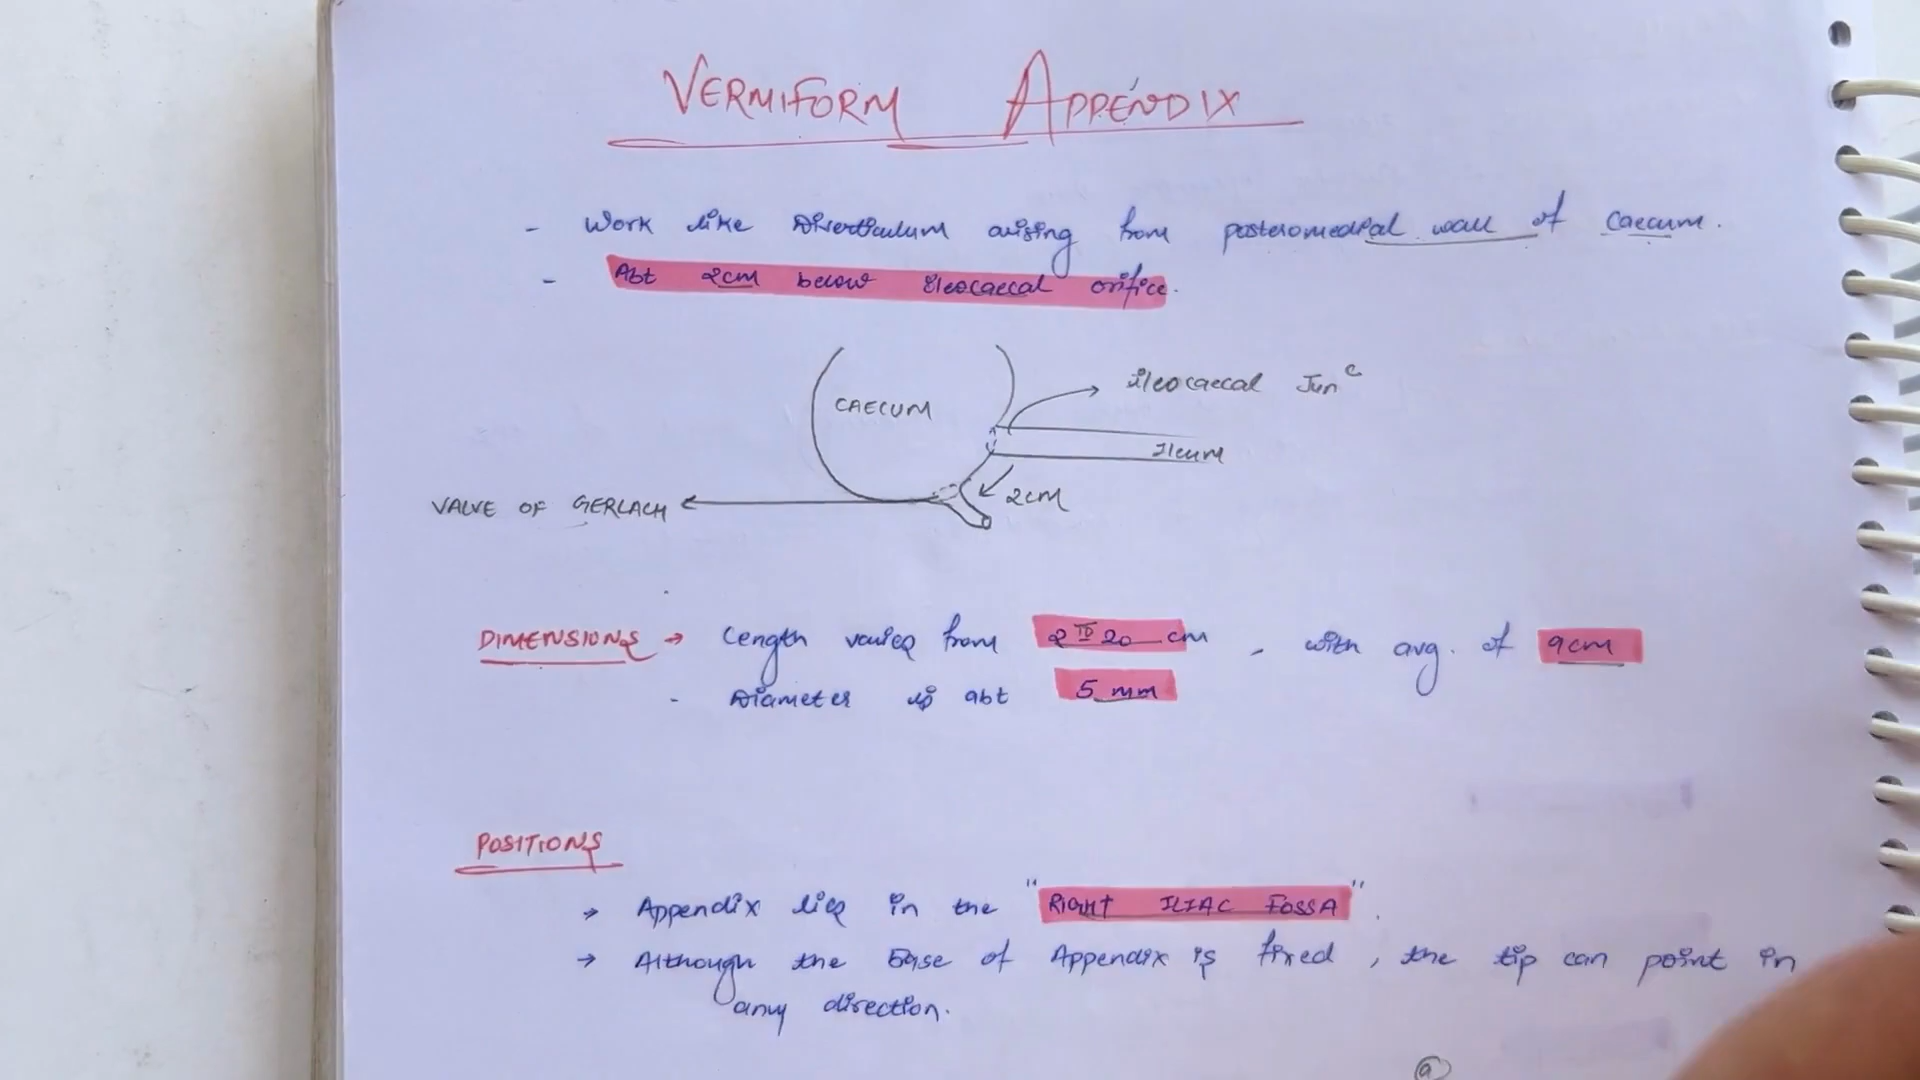 VERMIFORM APPENDIX
- Work like Diverticulum arising from posteromedial wall of Caecum.
- Abt 2cm below ileocaecal orifice.
CAECUM
ileocaecal Junc
Ileum
VALVE OF GERLACH
2cm
DIMENSIONS → Length varies from 2 to 20 cm, with avg. of 9cm
- Diameter is abt 5 mm
POSITIONS
→ Appendix lies in the "Right ILIAC FOSSA".
→ Although the Base of Appendix is fixed, the tip can point in
any direction.
a